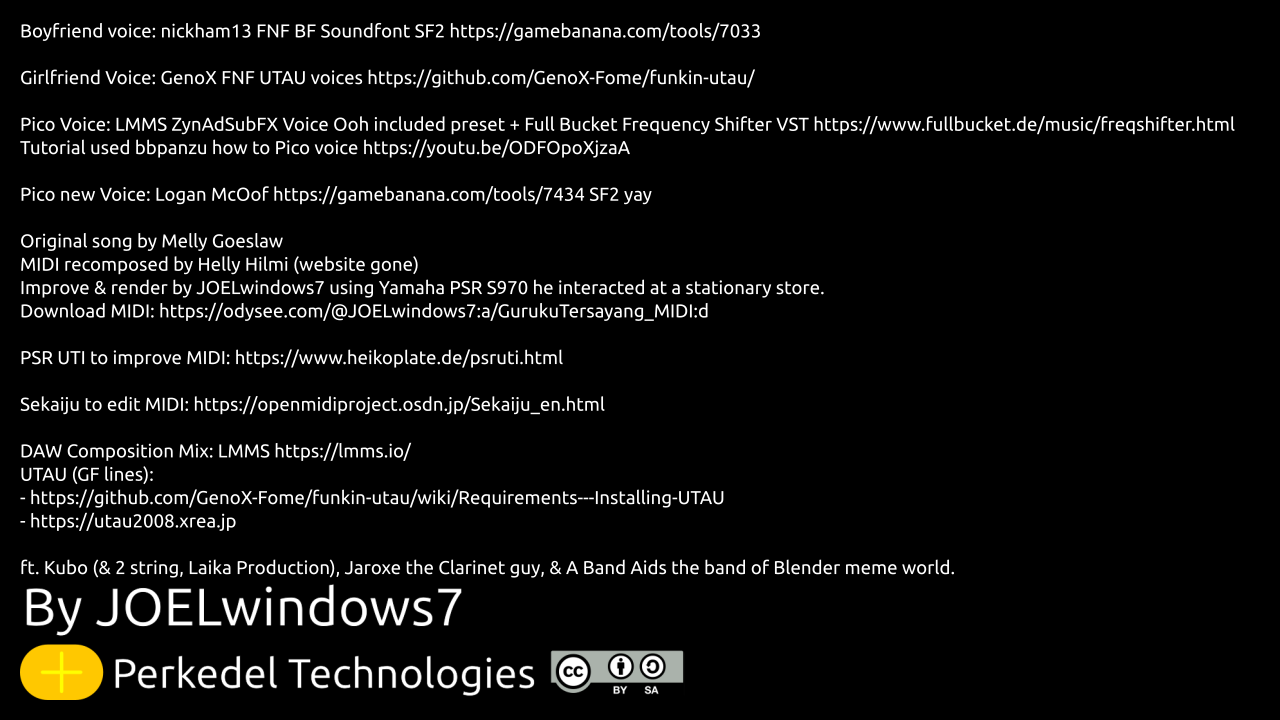 Boyfriend voice: nickham13 FNF BF Soundfont SF2 https://gamebanana.com/tools/7033
Girlfriend Voice: GenoX FNF UTAU voices https://github.com/GenoX-Fome/funkin-utau/
Pico Voice: LMMS ZynAdSubFX Voice Ooh included preset + Full Bucket Frequency Shifter VST https://www.fullbucket.de/music/freqshifter.html
Tutorial used bbpanzu how to Pico voice https://youtu.be/ODFOpoXjzaA
Pico new Voice: Logan McOof https://gamebanana.com/tools/7434 SF2 yay
Original song by Melly Goeslaw
MIDI recomposed by Helly Hilmi (website gone)
Improve & render by JOELwindows7 using Yamaha PSR S970 he interacted at a stationary store.
Download MIDI: https://odysee.com/@JOELwindows7:a/GurukuTersayang_MIDI:d
PSR UTI to improve MIDI: https://www.heikoplate.de/psruti.html
Sekaiju to edit MIDI: https://openmidiproject.osdn.jp/Sekaiju_en.html
DAW Composition Mix: LMMS https://lmms.io/
UTAU (GF lines):
- https://github.com/GenoX-Fome/funkin-utau/wiki/Requirements---Installing-UTAU
- https://utau2008.xrea.jp
ft. Kubo (& 2 string, Laika Production), Jaroxe the Clarinet guy, & A Band Aids the band of Blender meme world.
By JOELwindows7
Perkedel Technologies
cc BY SA